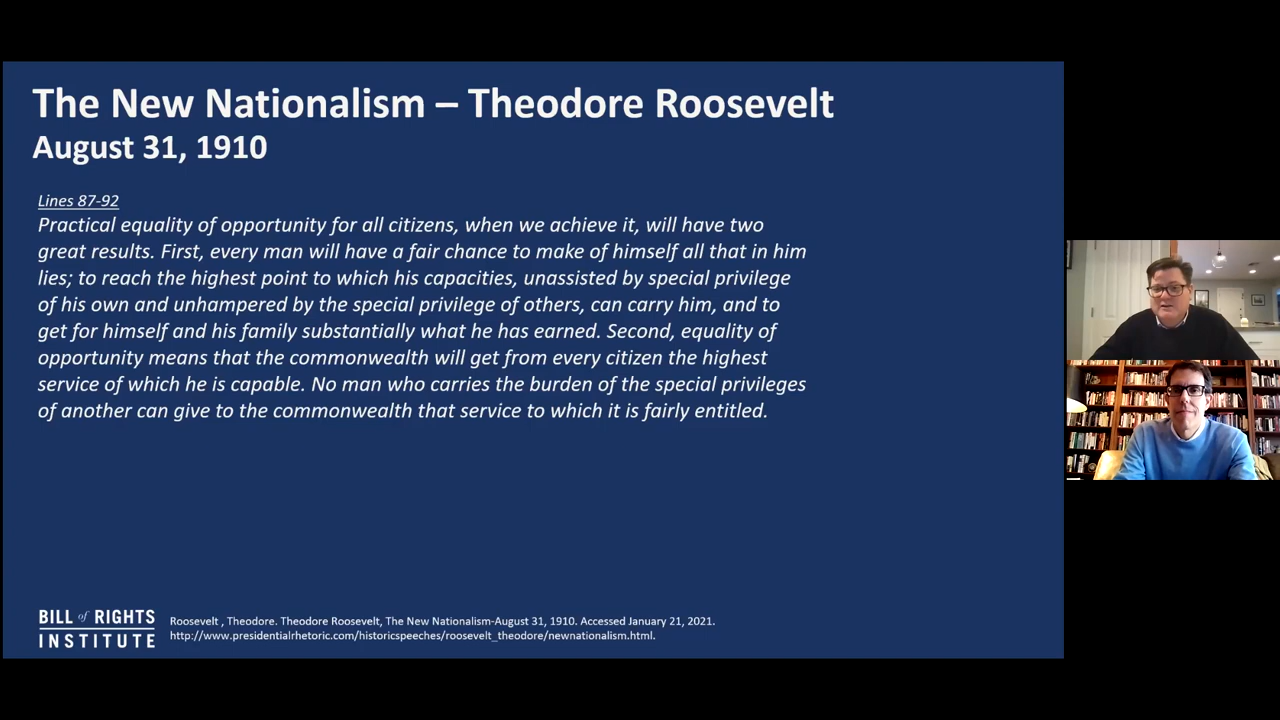 The New Nationalism – Theodore Roosevelt
August 31, 1910
Lines 87-92
Practical equality of opportunity for all citizens, when we achieve it, will have two
great results. First, every man will have a fair chance to make of himself all that in him
lies; to reach the highest point to which his capacities, unassisted by special privilege
of his own and unhampered by the special privilege of others, can carry him, and to
get for himself and his family substantially what he has earned. Second, equality of
opportunity means that the commonwealth will get from every citizen the highest
service of which he is capable. No man who carries the burden of the special privileges
of another can give to the commonwealth that service to which it is fairly entitled.
BILL of RIGHTS
INSTITUTE
Roosevelt , Theodore. Theodore Roosevelt, The New Nationalism-August 31, 1910. Accessed January 21, 2021.
http://www.presidentialrhetoric.com/historicspeeches/roosevelt_theodore/newnationalism.html.